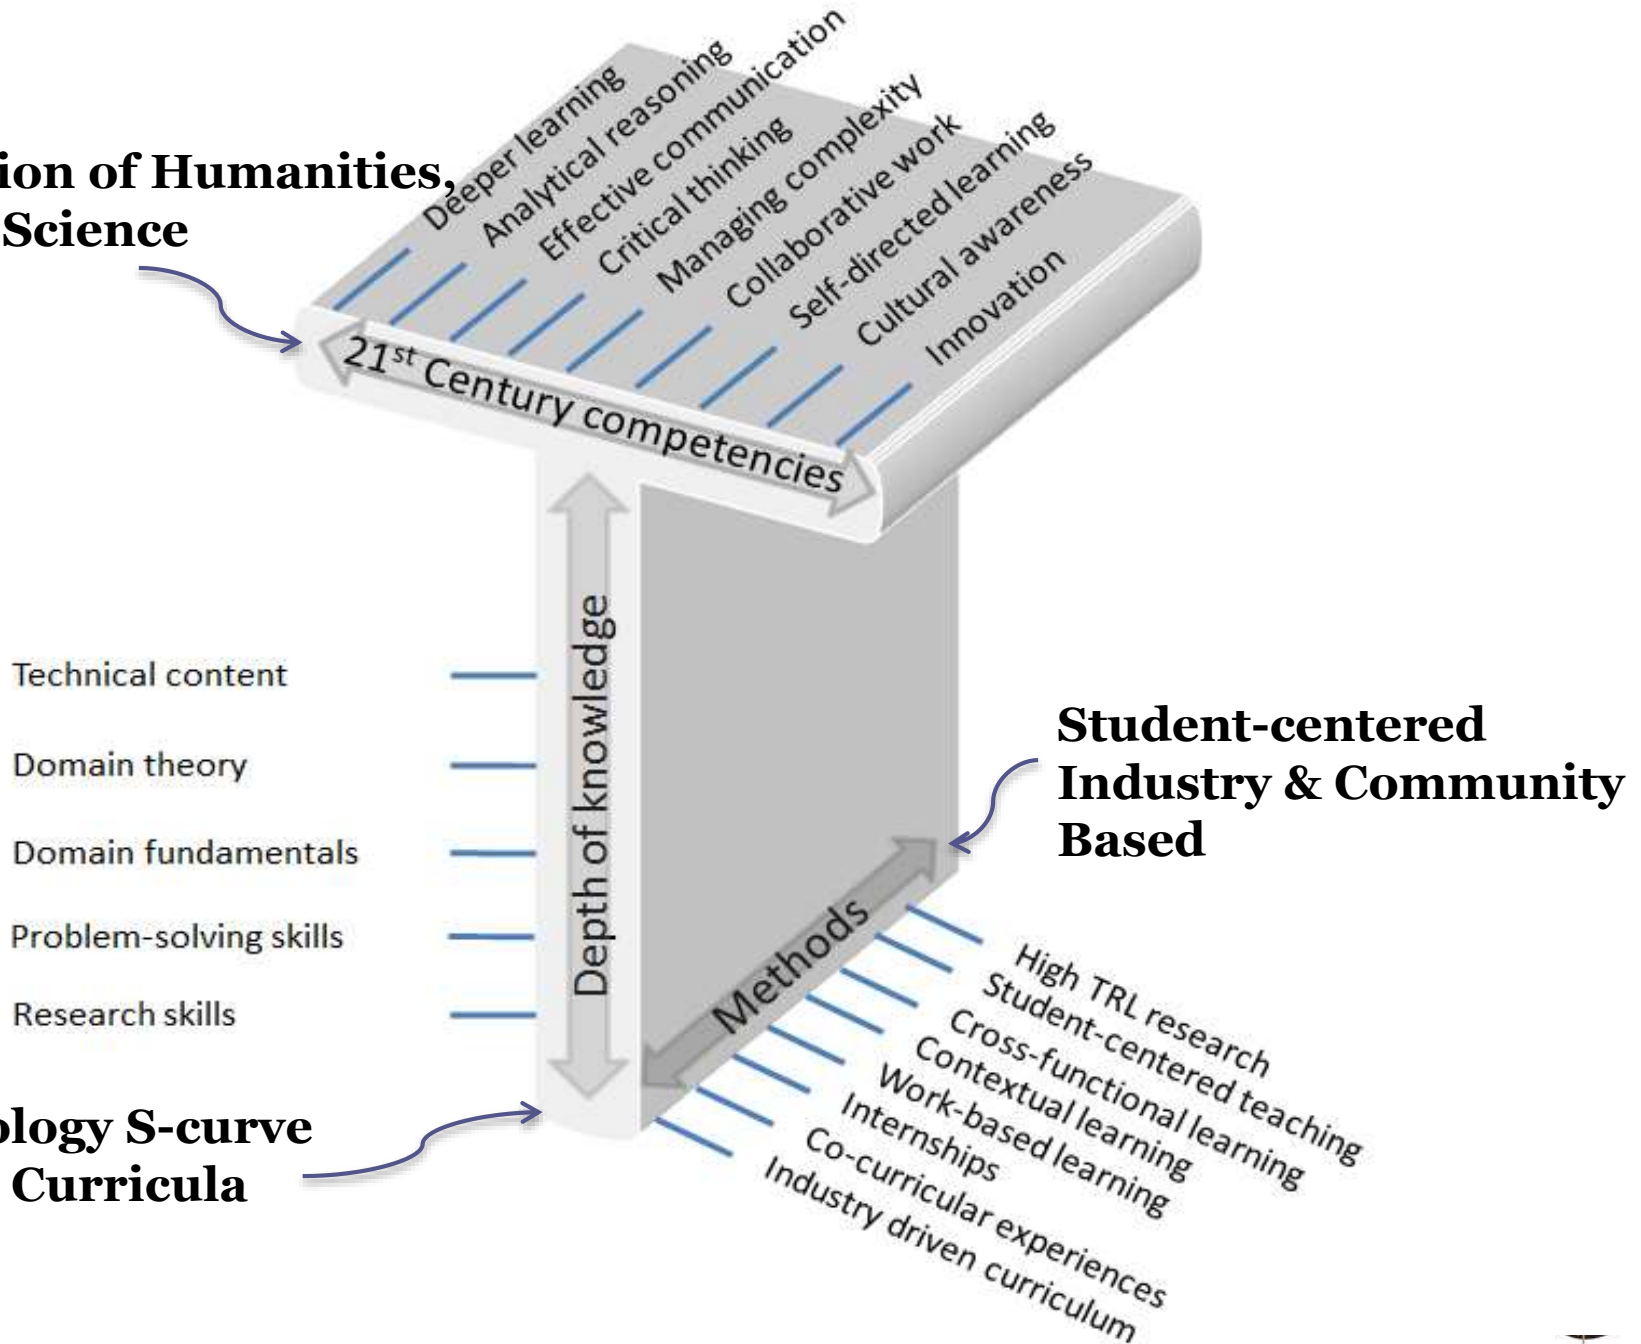 Deeper learning
Analytical reasoning
Effective communication
Critical thinking
Managing complexity
Collaborative work
Self-directed learning
Cultural awareness
Innovation
ion of Humanities,
Science
21st Century competencies
Depth of knowledge
Technical content
Domain theory
Domain fundamentals
Problem-solving skills
Research skills
Student-centered
Industry & Community
Based
Methods
High TRL research
Student-centered teaching
Cross-functional learning
Contextual learning
Work-based learning
Internships
Co-curricular experiences
Industry driven curriculum
ology S-curve
Curricula